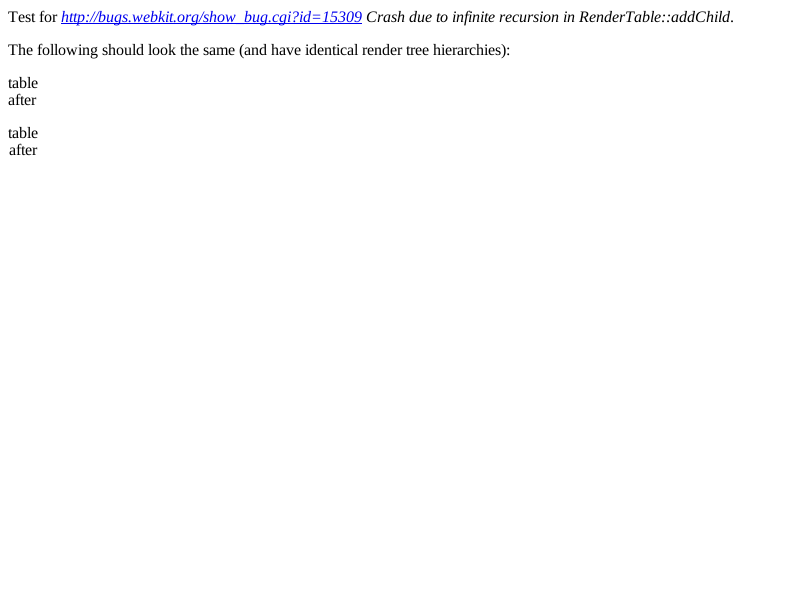 Test for http://bugs.webkit.org/show_bug.cgi?id=15309 Crash due to infinite recursion in RenderTable::addChild.
The following should look the same (and have identical render tree hierarchies):
table
after
table
after